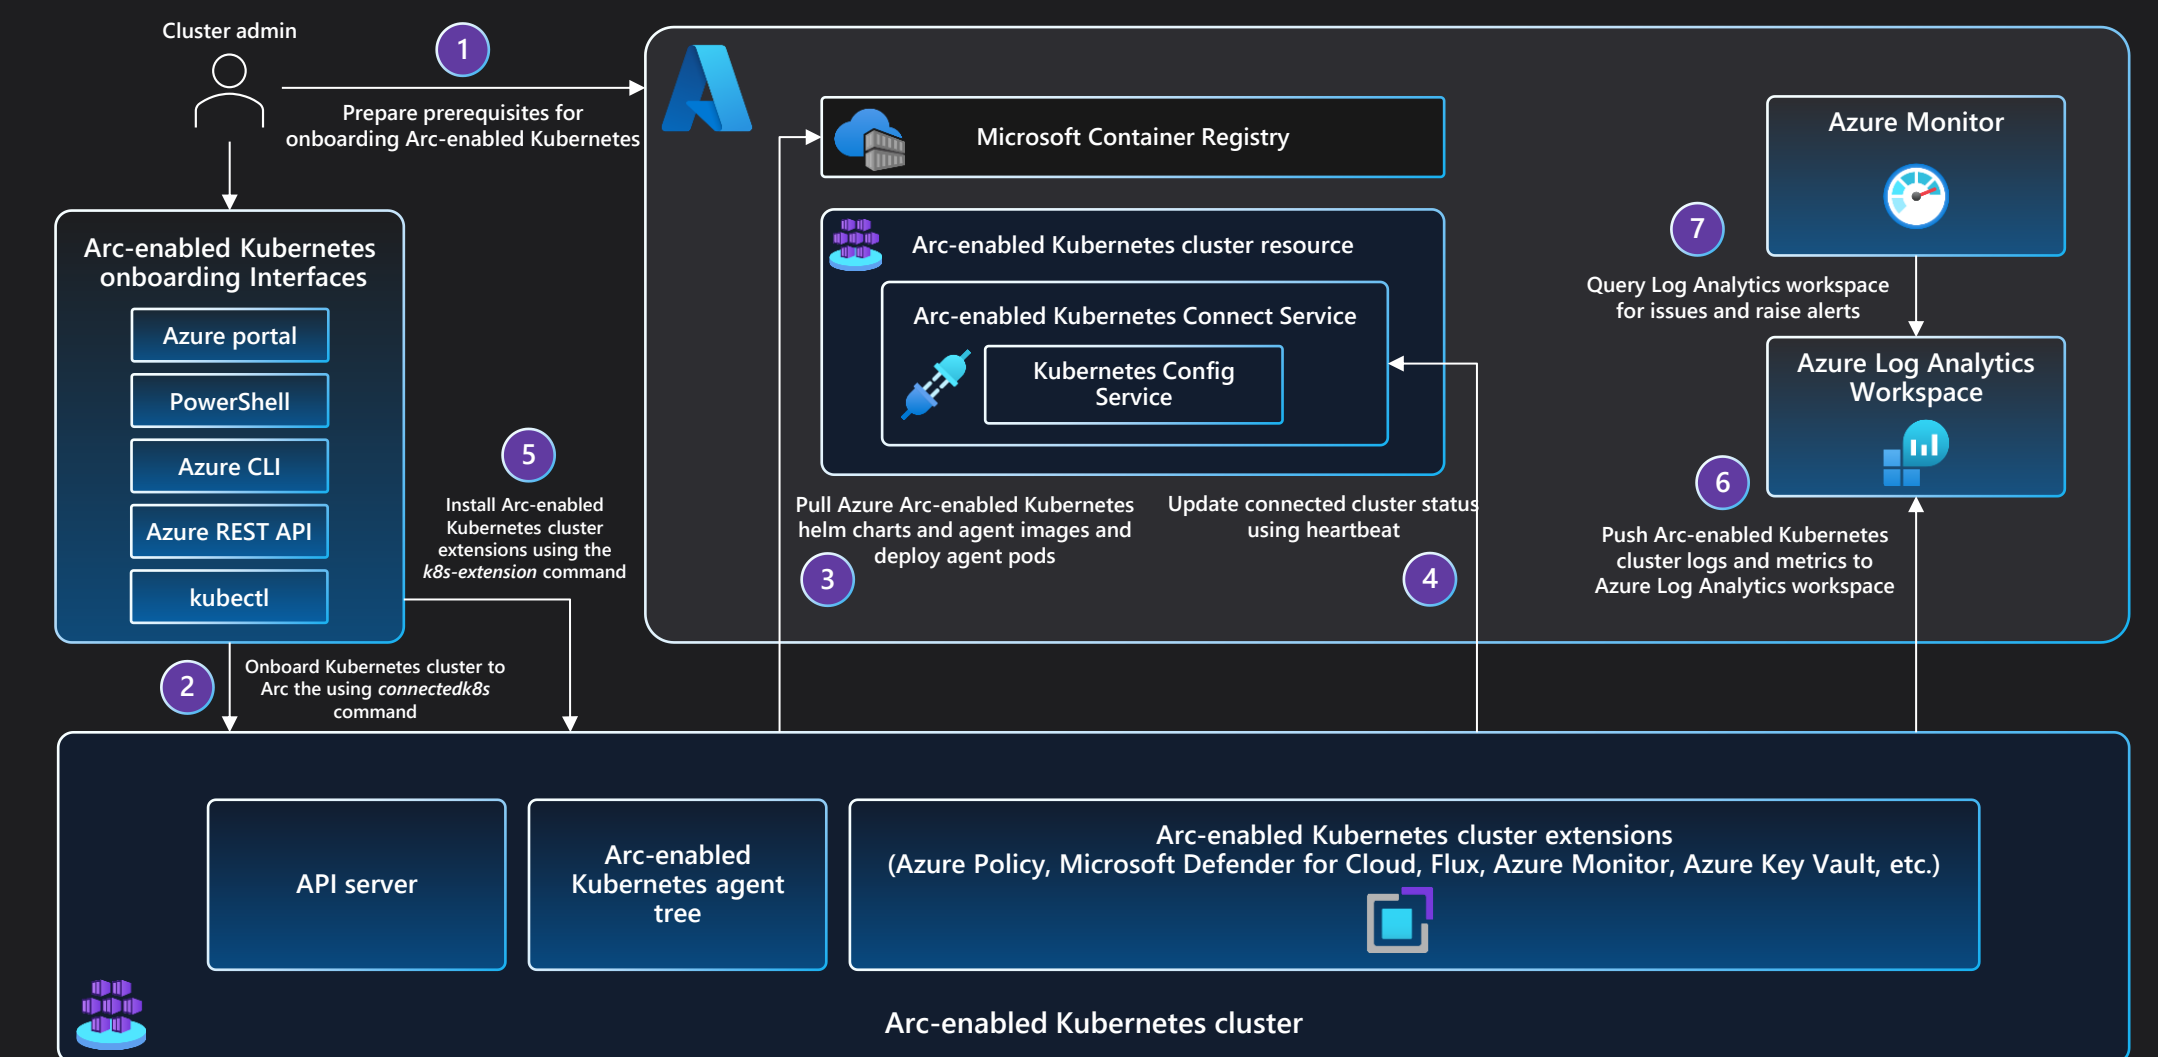 Cluster admin
1
Prepare prerequisites for
onboarding Arc-enabled Kubernetes
Arc-enabled Kubernetes
onboarding Interfaces
Azure portal
PowerShell
Azure CLI
Azure REST API
kubectl
5
Install Arc-enabled
Kubernetes cluster
extensions using the
k8s-extension command
2
Onboard Kubernetes cluster to
Arc the using connectedk8s
command
Microsoft Container Registry
Arc-enabled Kubernetes cluster resource
Arc-enabled Kubernetes Connect Service
Kubernetes Config
Service
Pull Azure Arc-enabled Kubernetes
helm charts and agent images and
deploy agent pods
3
Update connected cluster status
using heartbeat
4
Azure Monitor
7
Query Log Analytics workspace
for issues and raise alerts
Azure Log Analytics
Workspace
6
Push Arc-enabled Kubernetes
cluster logs and metrics to
Azure Log Analytics workspace
API server
Arc-enabled
Kubernetes agent
tree
Arc-enabled Kubernetes cluster extensions
(Azure Policy, Microsoft Defender for Cloud, Flux, Azure Monitor, Azure Key Vault, etc.)
Arc-enabled Kubernetes cluster